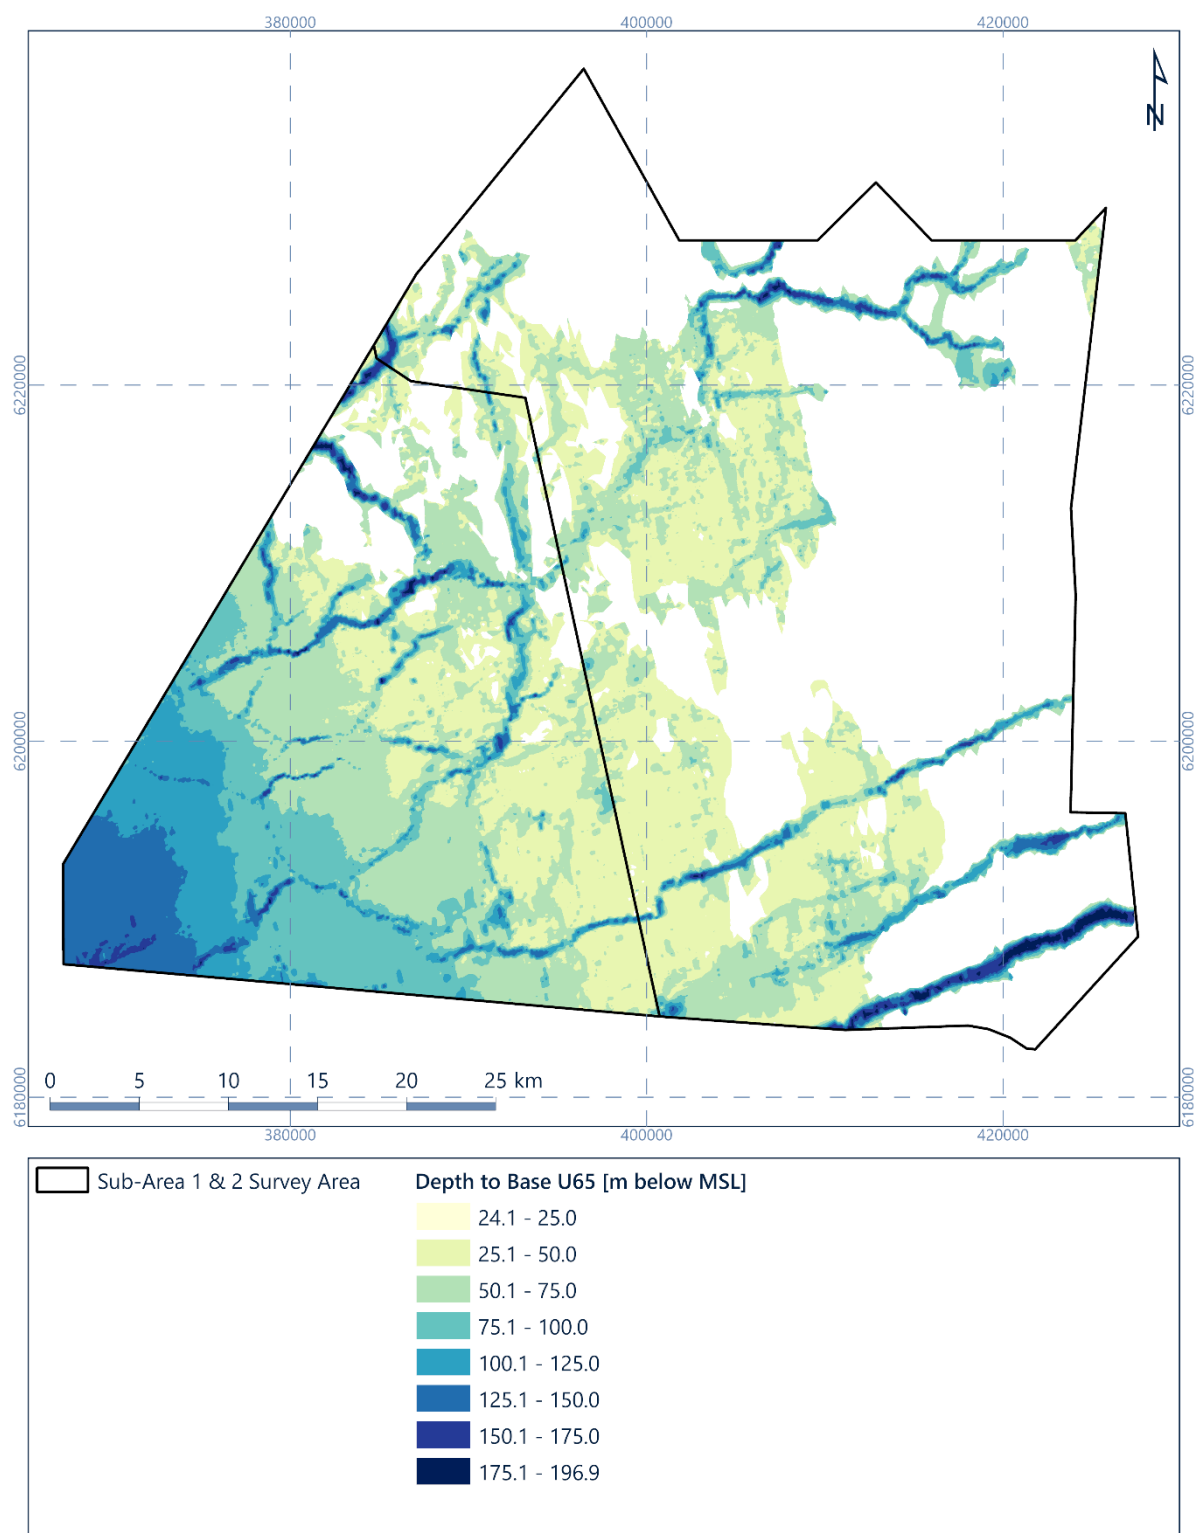 380000 400000 420000
N
6220000 6220000
6200000 6200000
0 5 10 15 20 25 km
6180000
380000 400000 420000
Sub-Area 1 & 2 Survey Area
Depth to Base U65 [m below MSL]
24.1 - 25.0
25.1 - 50.0
50.1 - 75.0
75.1 - 100.0
100.1 - 125.0
125.1 - 150.0
150.1 - 175.0
175.1 - 196.9
6180000